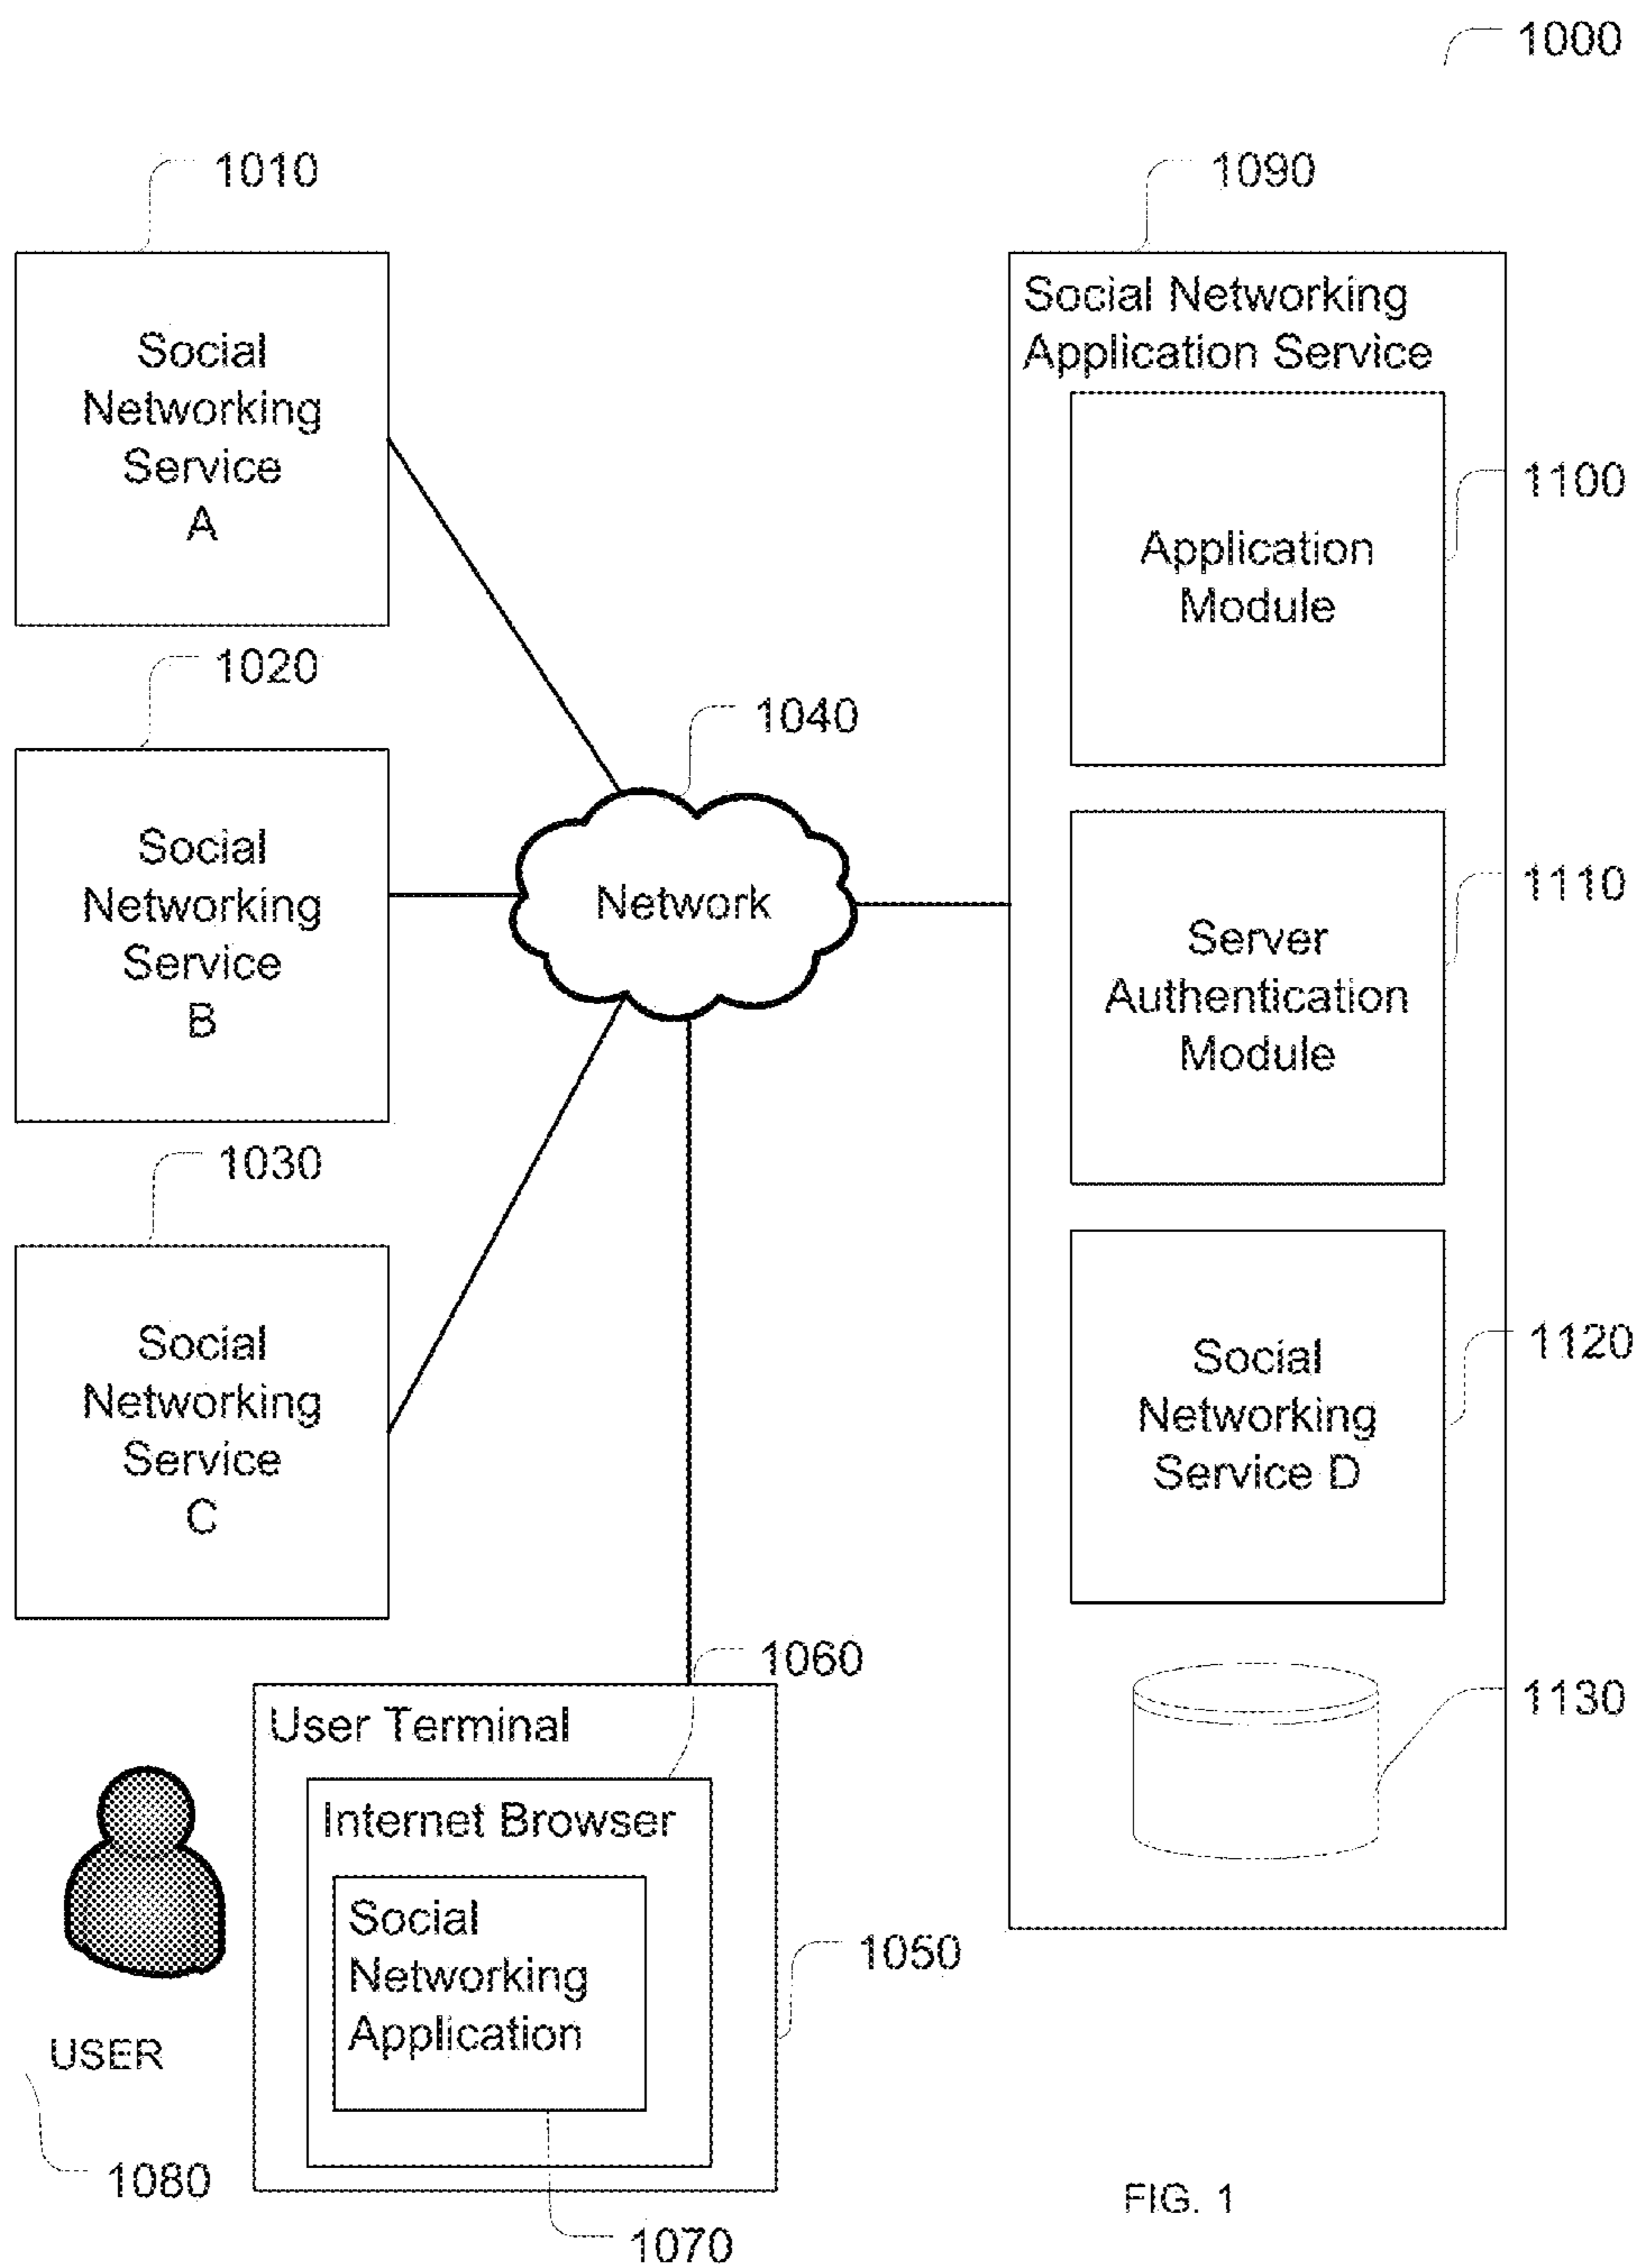 1000
1010
Social
Networking
Service
A
1020
Social
Networking
Service
B
1030
Social
Networking
Service
C
1040
Network
1090
Social Networking
Application Service
Application
Module
1100
Server
Authentication
Module
1110
Social
Networking
Service D
1120
1130
1060
User Terminal
Internet Browser
Social
Networking
Application
1050
USER
1080
1070
FIG. 1